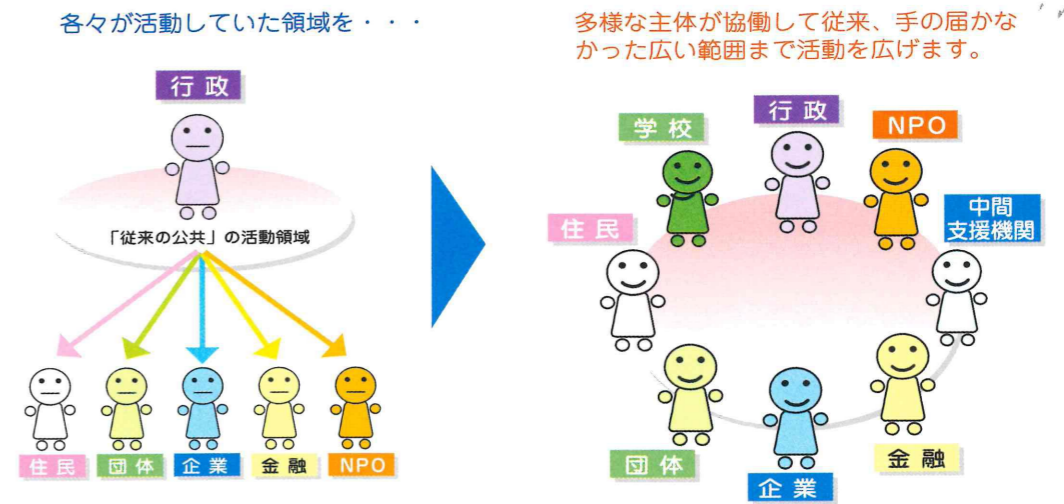 各々が活動していた領域を・・・
行政
「従来の公共」の活動領域
住民
団体
企業
金融
NPO
多様な主体が協働して従来、手の届かな
かった広い範囲まで活動を広げます。
行政
学校
NPO
住民
中間
支援機関
団体
金融
企業